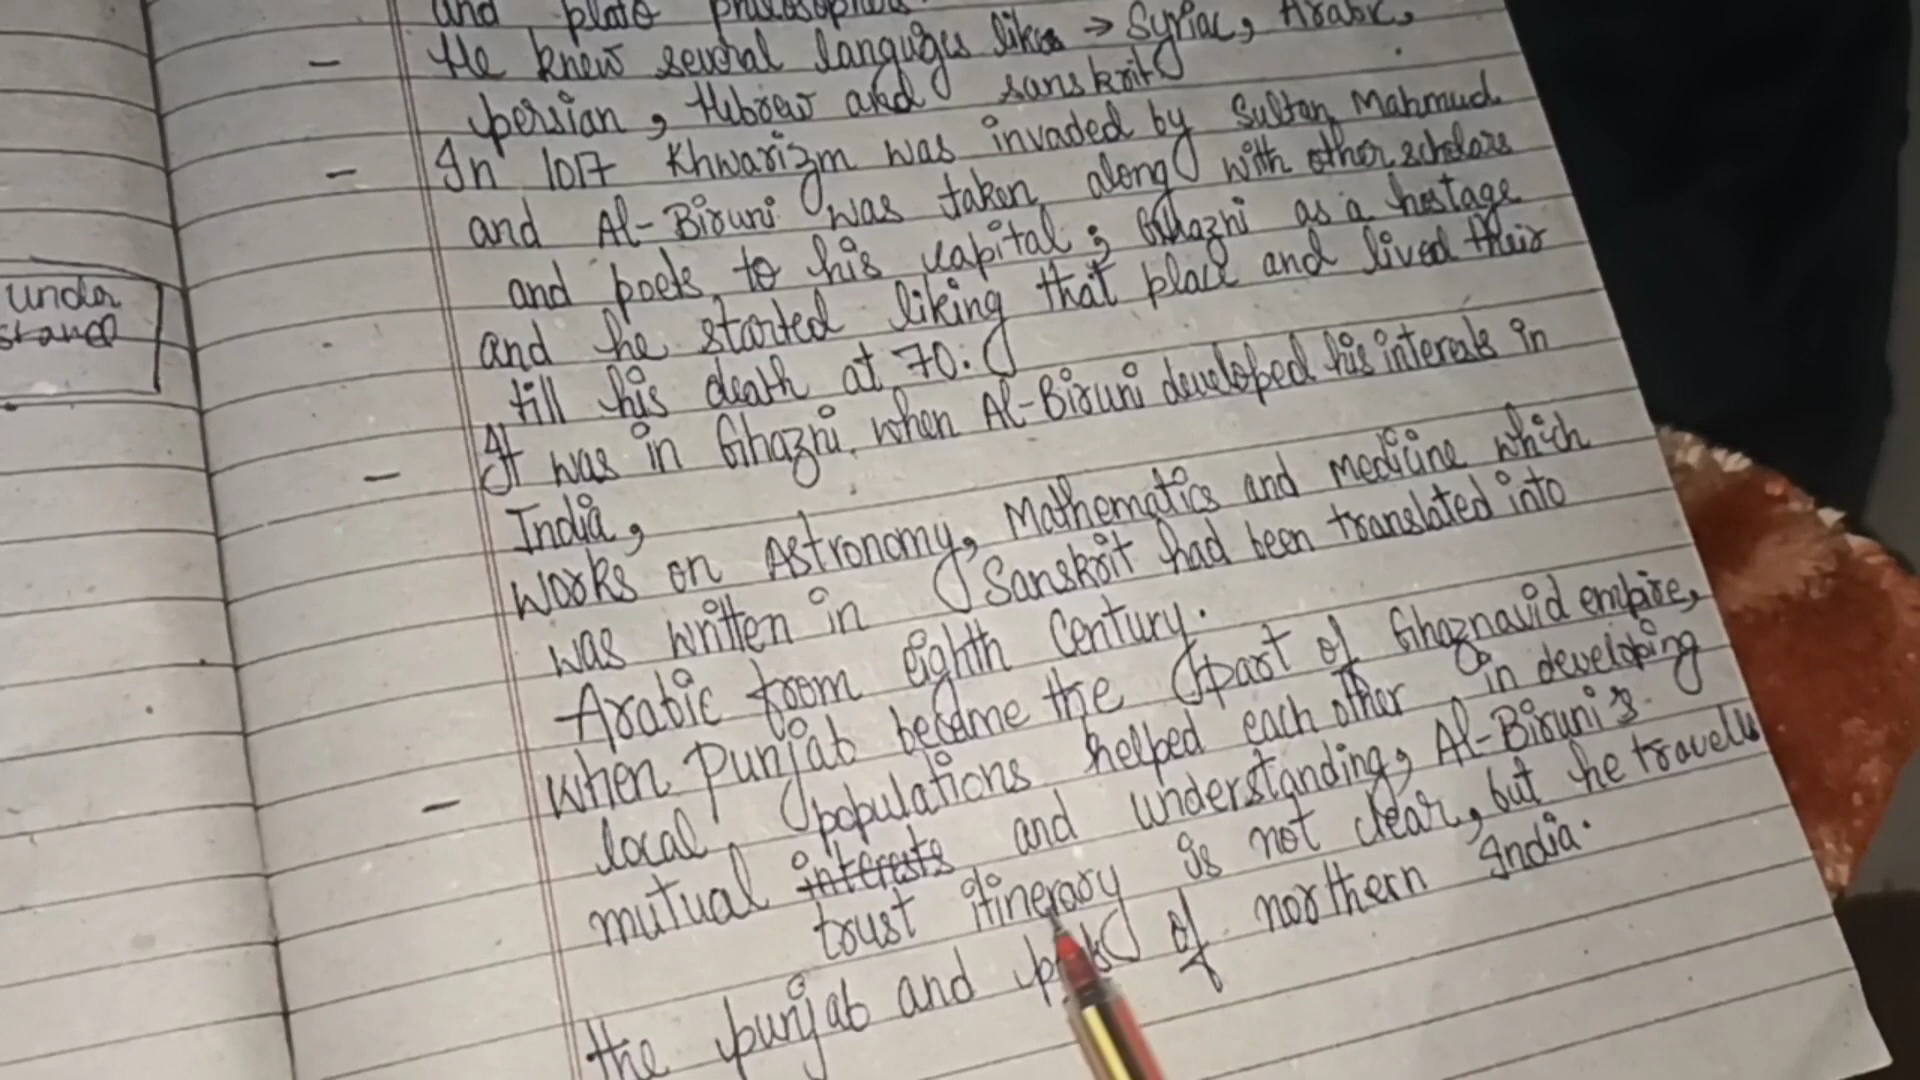 under
stand
and plato philosophies
- He knew several languges like → Syriac, Arabic,
persian, Hibrew and sanskrit
- In 1017 Khwarizm was invaded by Sultan Mahmud
and Al-Biruni was taken along with other scholars
and poets to his capital, Ghazni as a hostage
and he started liking that place and lived their
till his death at 70.
- It was in Ghazni when Al-Biruni developed his interests in
India,
works on Astronomy, Mathematics and medicine which
was written in Sanskrit had been translated into
Arabic from eighth century.
- when punjab became the part of Ghaznavid empire,
local populations helped each other in developing
mutual interests and understanding, Al-Biruni's
trust itinerary is not clear, but he travelled
the punjab and of northern India.